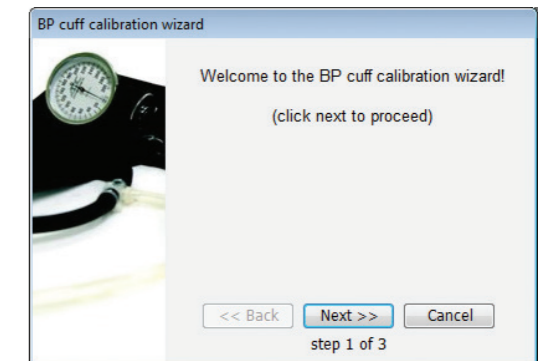 BP cuff calibration wizard
Welcome to the BP cuff calibration wizard!
(click next to proceed)
<< Back Next >> Cancel
step 1 of 3